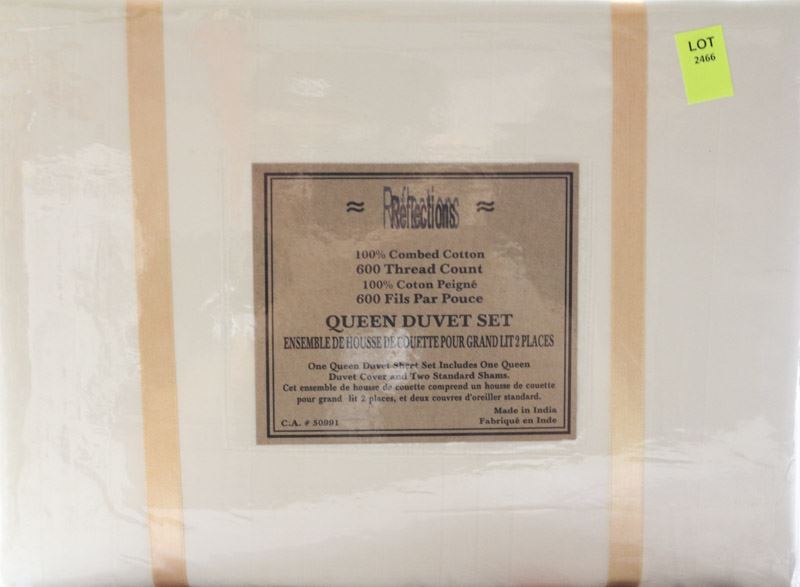 LOT
2466
≈ Réflections ≈
100% Combed Cotton
600 Thread Count
100% Coton Peigné
600 Fils Par Pouce
QUEEN DUVET SET
ENSEMBLE DE HOUSSE DE COUETTE POUR GRAND LIT 2 PLACES
One Queen Duvet Sheet Set Includes One Queen
Duvet Cover and Two Standard Shams.
Cet ensemble de housse de couette comprend un housse de couette
pour grand lit 2 places, et deux couvres d'oreiller standard.
Made in India
C.A. # 50991 Fabriqué en Inde